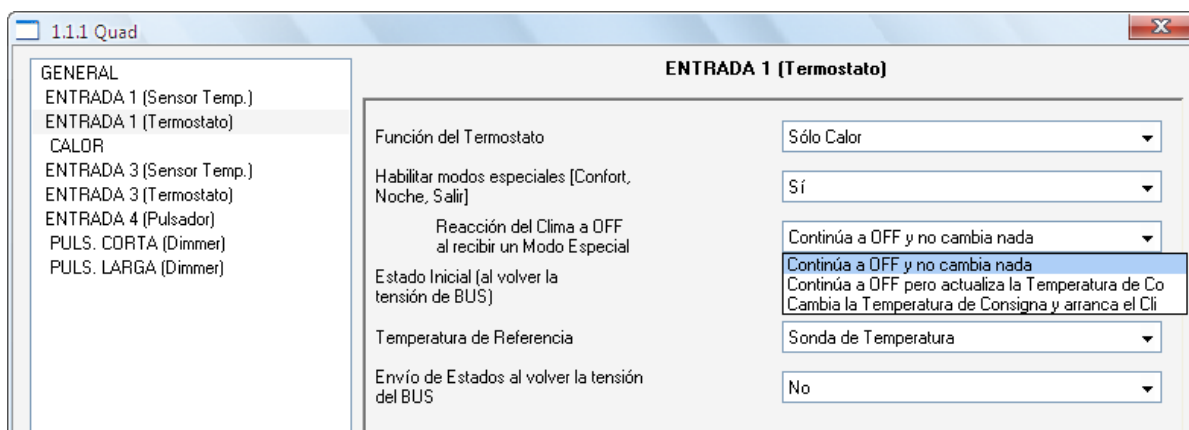 1.1.1 Quad
GENERAL
ENTRADA 1 (Sensor Temp.)
ENTRADA 1 (Termostato)
CALOR
ENTRADA 3 (Sensor Temp.)
ENTRADA 3 (Termostato)
ENTRADA 4 (Pulsador)
PULS. CORTA (Dimmer)
PULS. LARGA (Dimmer)
ENTRADA 1 (Termostato)
Función del Termostato
Sólo Calor
Habilitar modos especiales [Confort,
Noche, Salir]
Sí
Reacción del Clima a OFF
al recibir un Modo Especial
Continúa a OFF y no cambia nada
Continúa a OFF y no cambia nada
Continúa a OFF pero actualiza la Temperatura de Co
Cambia la Temperatura de Consigna y arranca el Cli
Estado Inicial (al volver la
tensión de BUS)
Temperatura de Referencia
Sonda de Temperatura
Envío de Estados al volver la tensión
del BUS
No